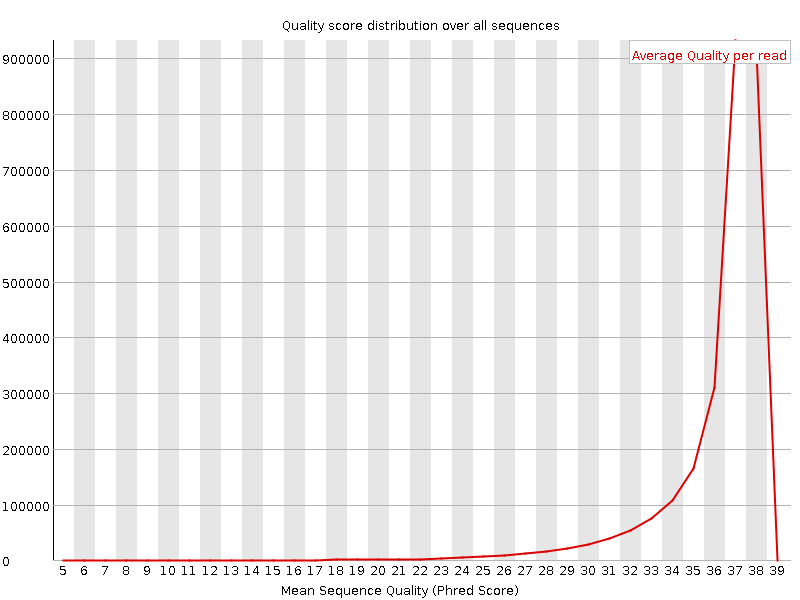 Quality score distribution over all sequences
Average Quality per read
900000
800000
700000
600000
500000
400000
300000
200000
100000
0
5 6 7 8 9 10 11 12 13 14 15 16 17 18 19 20 21 22 23 24 25 26 27 28 29 30 31 32 33 34 35 36 37 38 39
Mean Sequence Quality (Phred Score)